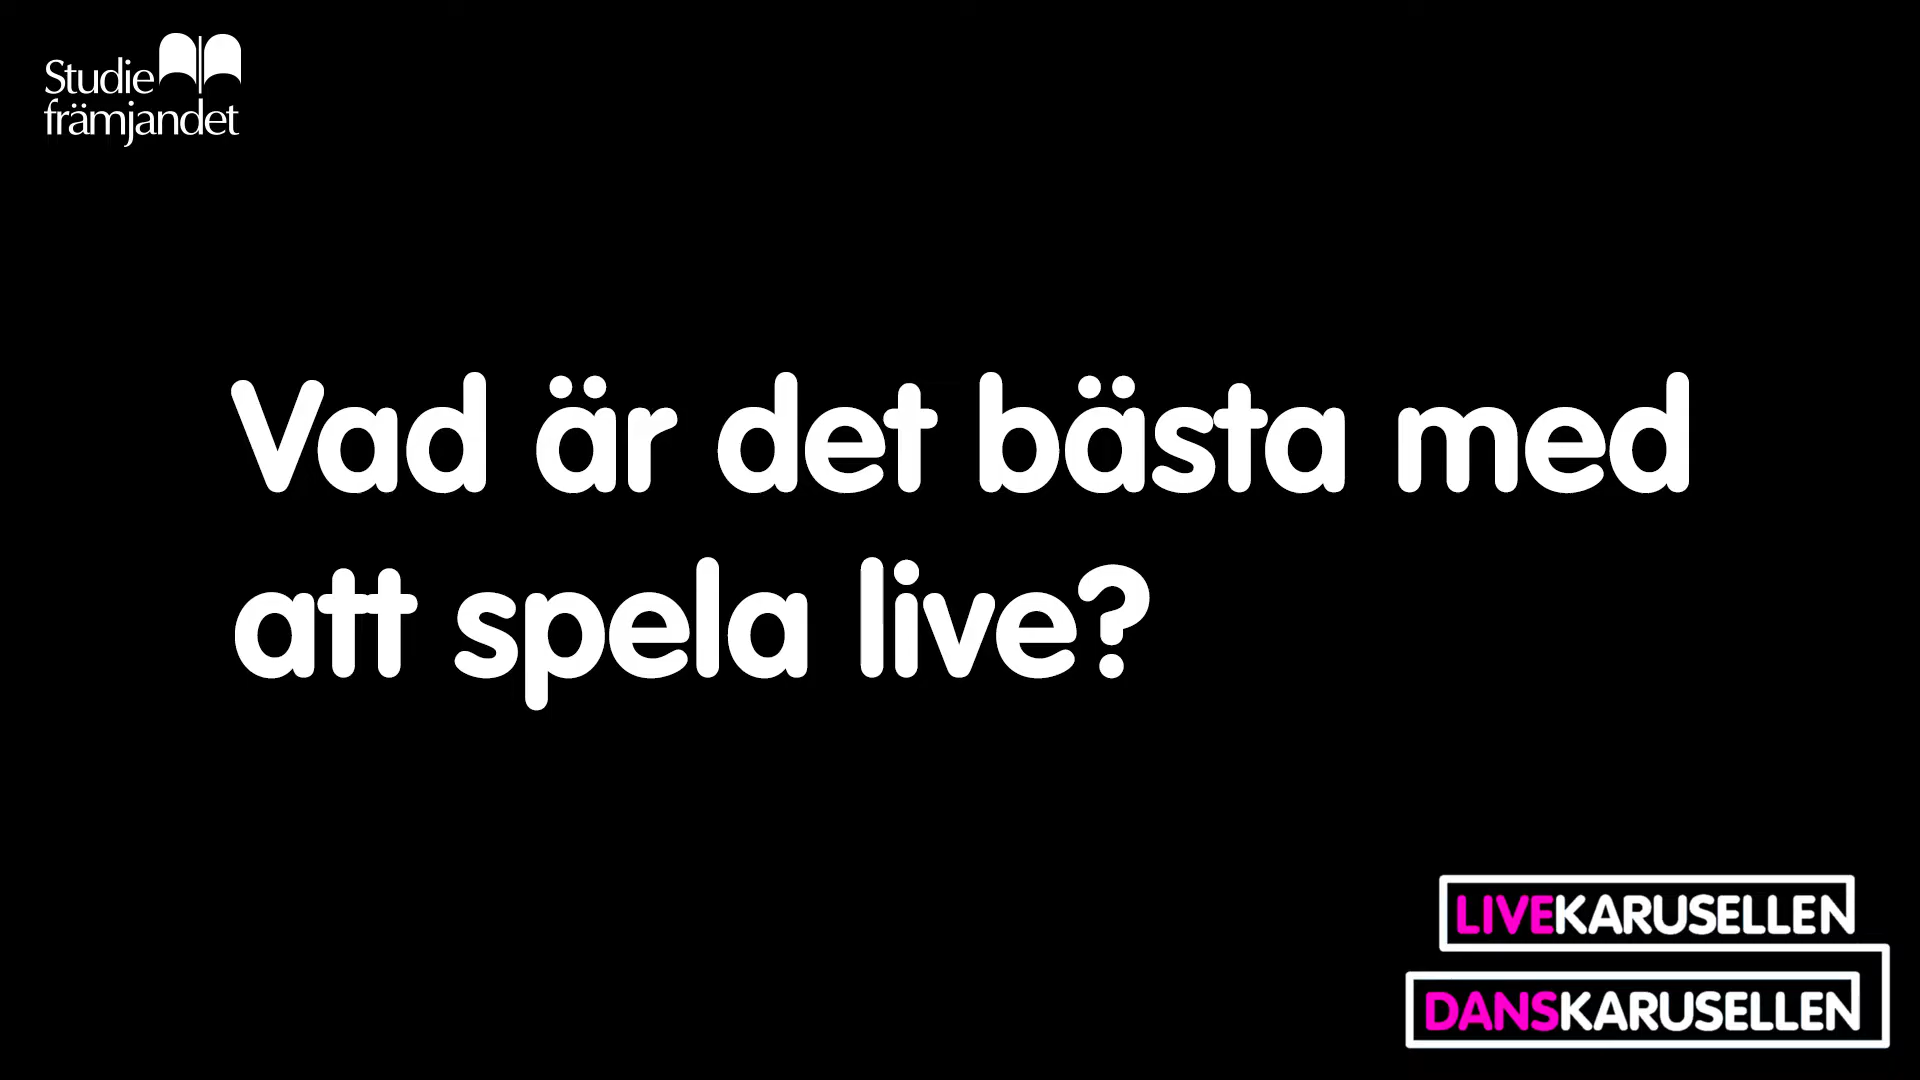 Studie
främjandet
Vad är det bästa med
att spela live?
LIVEKARUSELLEN
DANSKARUSELLEN